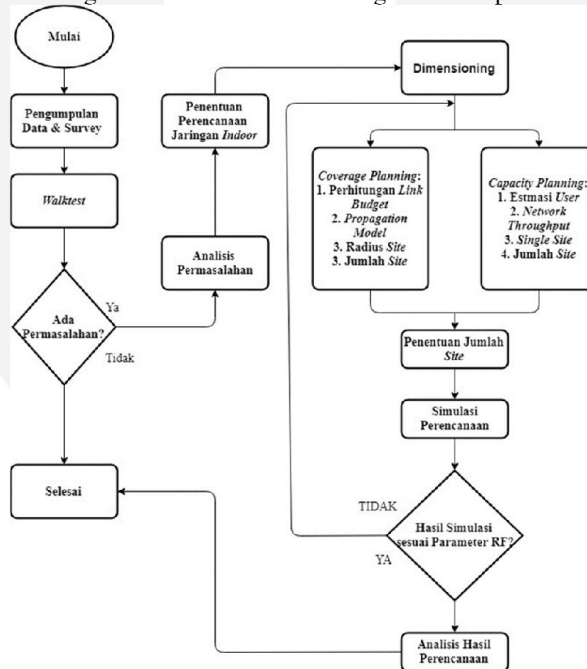 Mulai
Pengumpulan
Data & Survey
Walktest
Ada
Permasalahan?
Ya
Tidak
Selesai
Analisis
Permasalahan
Penentuan
Perencanaan
Jaringan Indoor
Dimensioning
Coverage Planning:
1. Perhitungan Link
Budget
2. Propagation
Model
3. Radius Site
3. Jumlah Site
Capacity Planning:
1. Estmasi User
2. Network
Throughput
3. Single Site
4. Jumlah Site
Penentuan Jumlah
Site
Simulasi
Perencanaan
Hasil Simulasi
sesuai Parameter RF?
TIDAK
YA
Analisis Hasil
Perencanaan